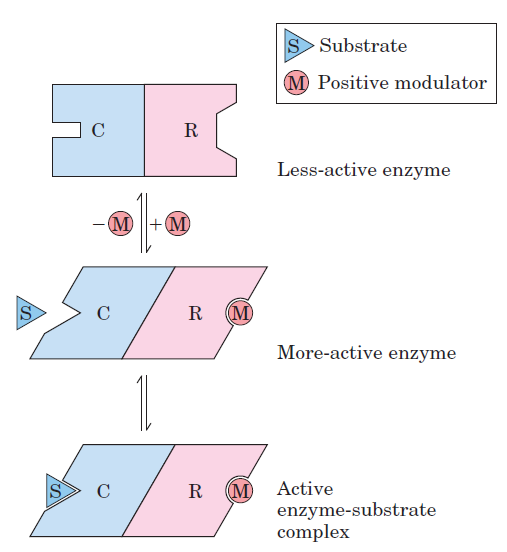 S Substrate
M Positive modulator
C R
Less-active enzyme
− M + M
S C R M
More-active enzyme
S C R M
Active
enzyme-substrate
complex